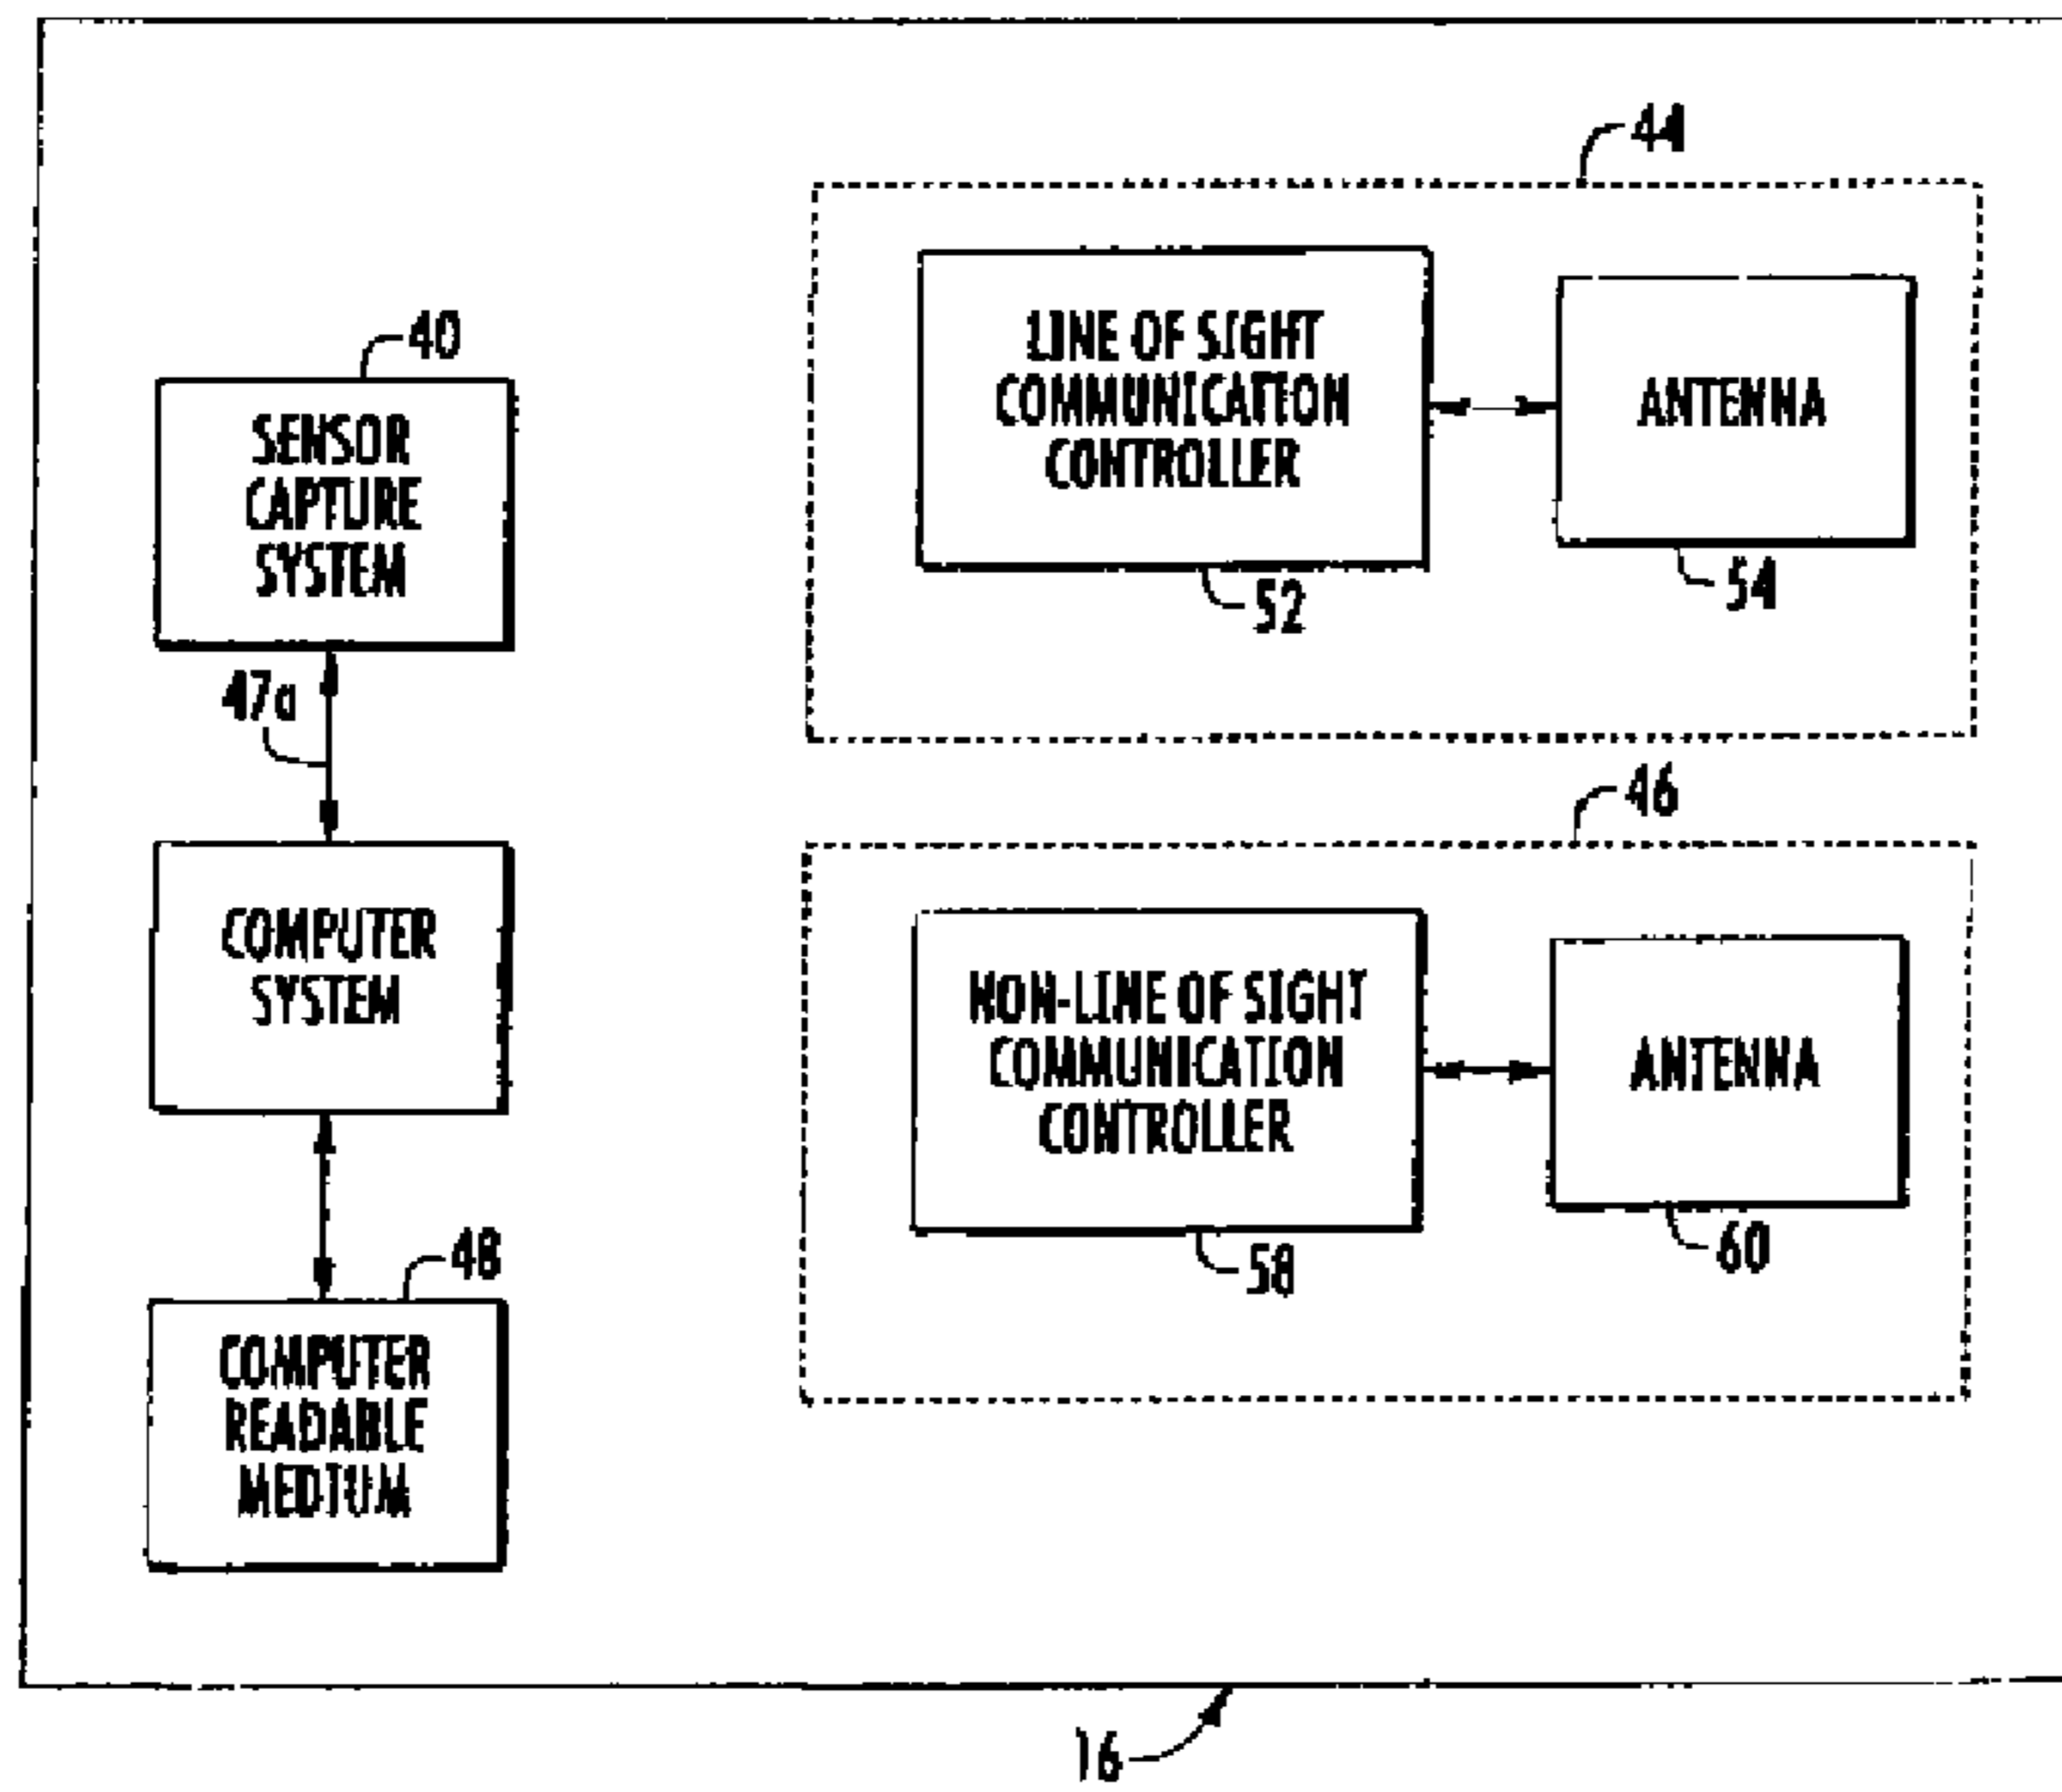 44
LINE OF SIGHT
COMMUNICATION
CONTROLLER
ANTENNA
52
54
40
SENSOR
CAPTURE
SYSTEM
47a
COMPUTER
SYSTEM
48
COMPUTER
READABLE
MEDIUM
46
NON-LINE OF SIGHT
COMMUNICATION
CONTROLLER
ANTENNA
58
60
16